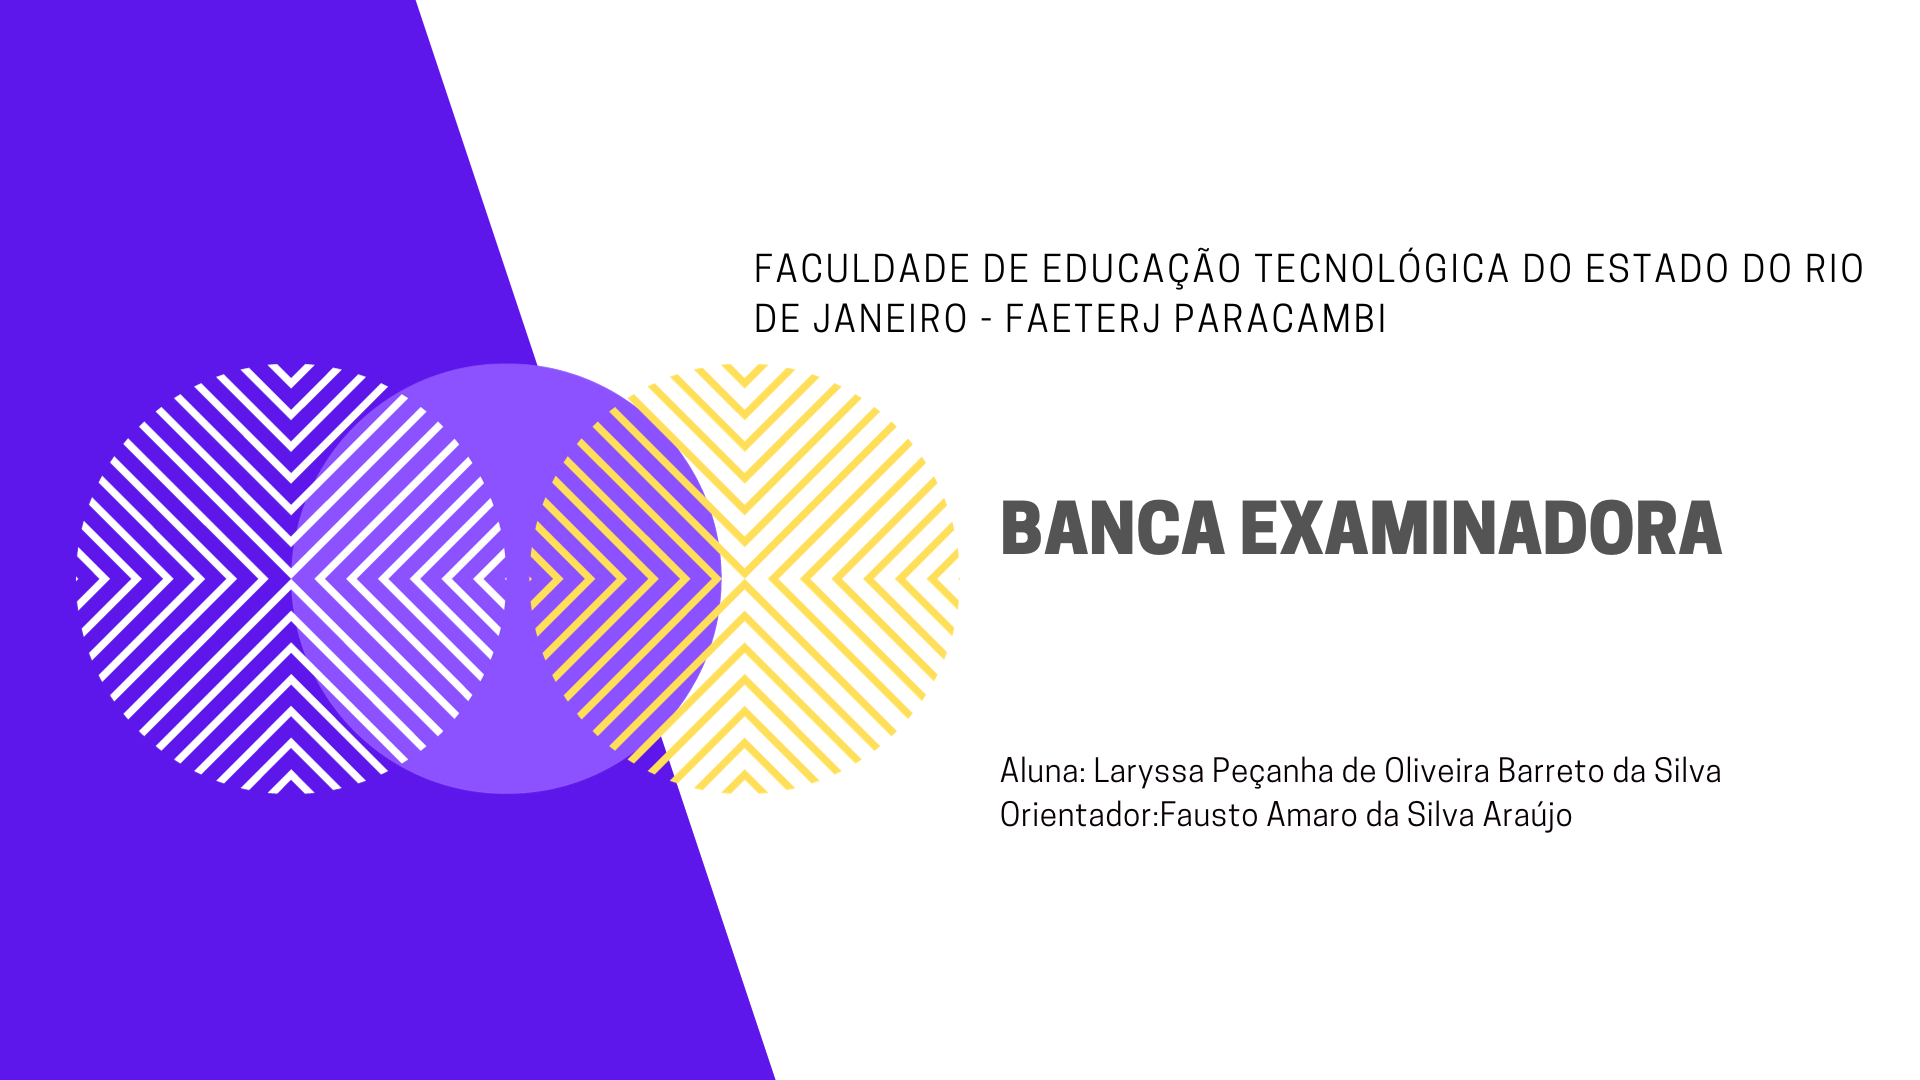 FACULDADE DE EDUCAÇÃO TECNOLÓGICA DO ESTADO DO RIO
DE JANEIRO - FAETERJ PARACAMBI
BANCA EXAMINADORA
Aluna: Laryssa Peçanha de Oliveira Barreto da Silva
Orientador:Fausto Amaro da Silva Araújo